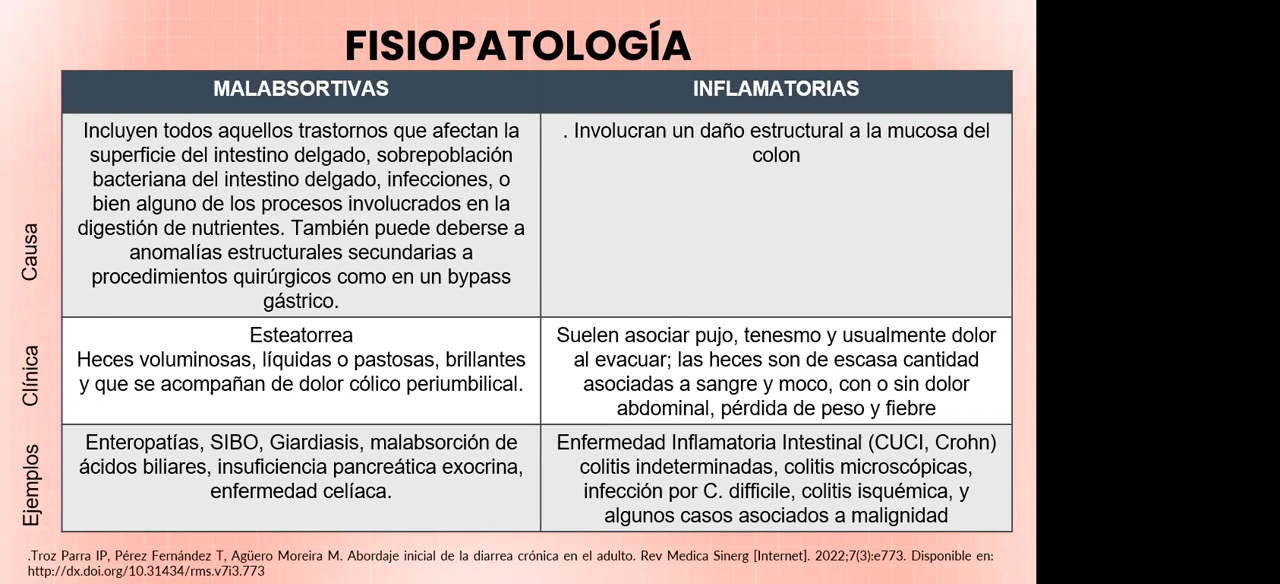 FISIOPATOLOGÍA
MALABSORTIVAS
INFLAMATORIAS
Causa
Incluyen todos aquellos trastornos que afectan la
superficie del intestino delgado, sobrepoblación
bacteriana del intestino delgado, infecciones, o
bien alguno de los procesos involucrados en la
digestión de nutrientes. También puede deberse a
anomalías estructurales secundarias a
procedimientos quirúrgicos como en un bypass
gástrico.
. Involucran un daño estructural a la mucosa del
colon
Clínica
Esteatorrea
Heces voluminosas, líquidas o pastosas, brillantes
y que se acompañan de dolor cólico periumbilical.
Suelen asociar pujo, tenesmo y usualmente dolor
al evacuar; las heces son de escasa cantidad
asociadas a sangre y moco, con o sin dolor
abdominal, pérdida de peso y fiebre
Ejemplos
Enteropatías, SIBO, Giardiasis, malabsorción de
ácidos biliares, insuficiencia pancreática exocrina,
enfermedad celíaca.
Enfermedad Inflamatoria Intestinal (CUCI, Crohn)
colitis indeterminadas, colitis microscópicas,
infección por C. difficile, colitis isquémica, y
algunos casos asociados a malignidad
.Troz Parra IP, Pérez Fernández T, Agüero Moreira M. Abordaje inicial de la diarrea crónica en el adulto. Rev Medica Sinerg [Internet]. 2022;7(3):e773. Disponible en:
http://dx.doi.org/10.31434/rms.v7i3.773